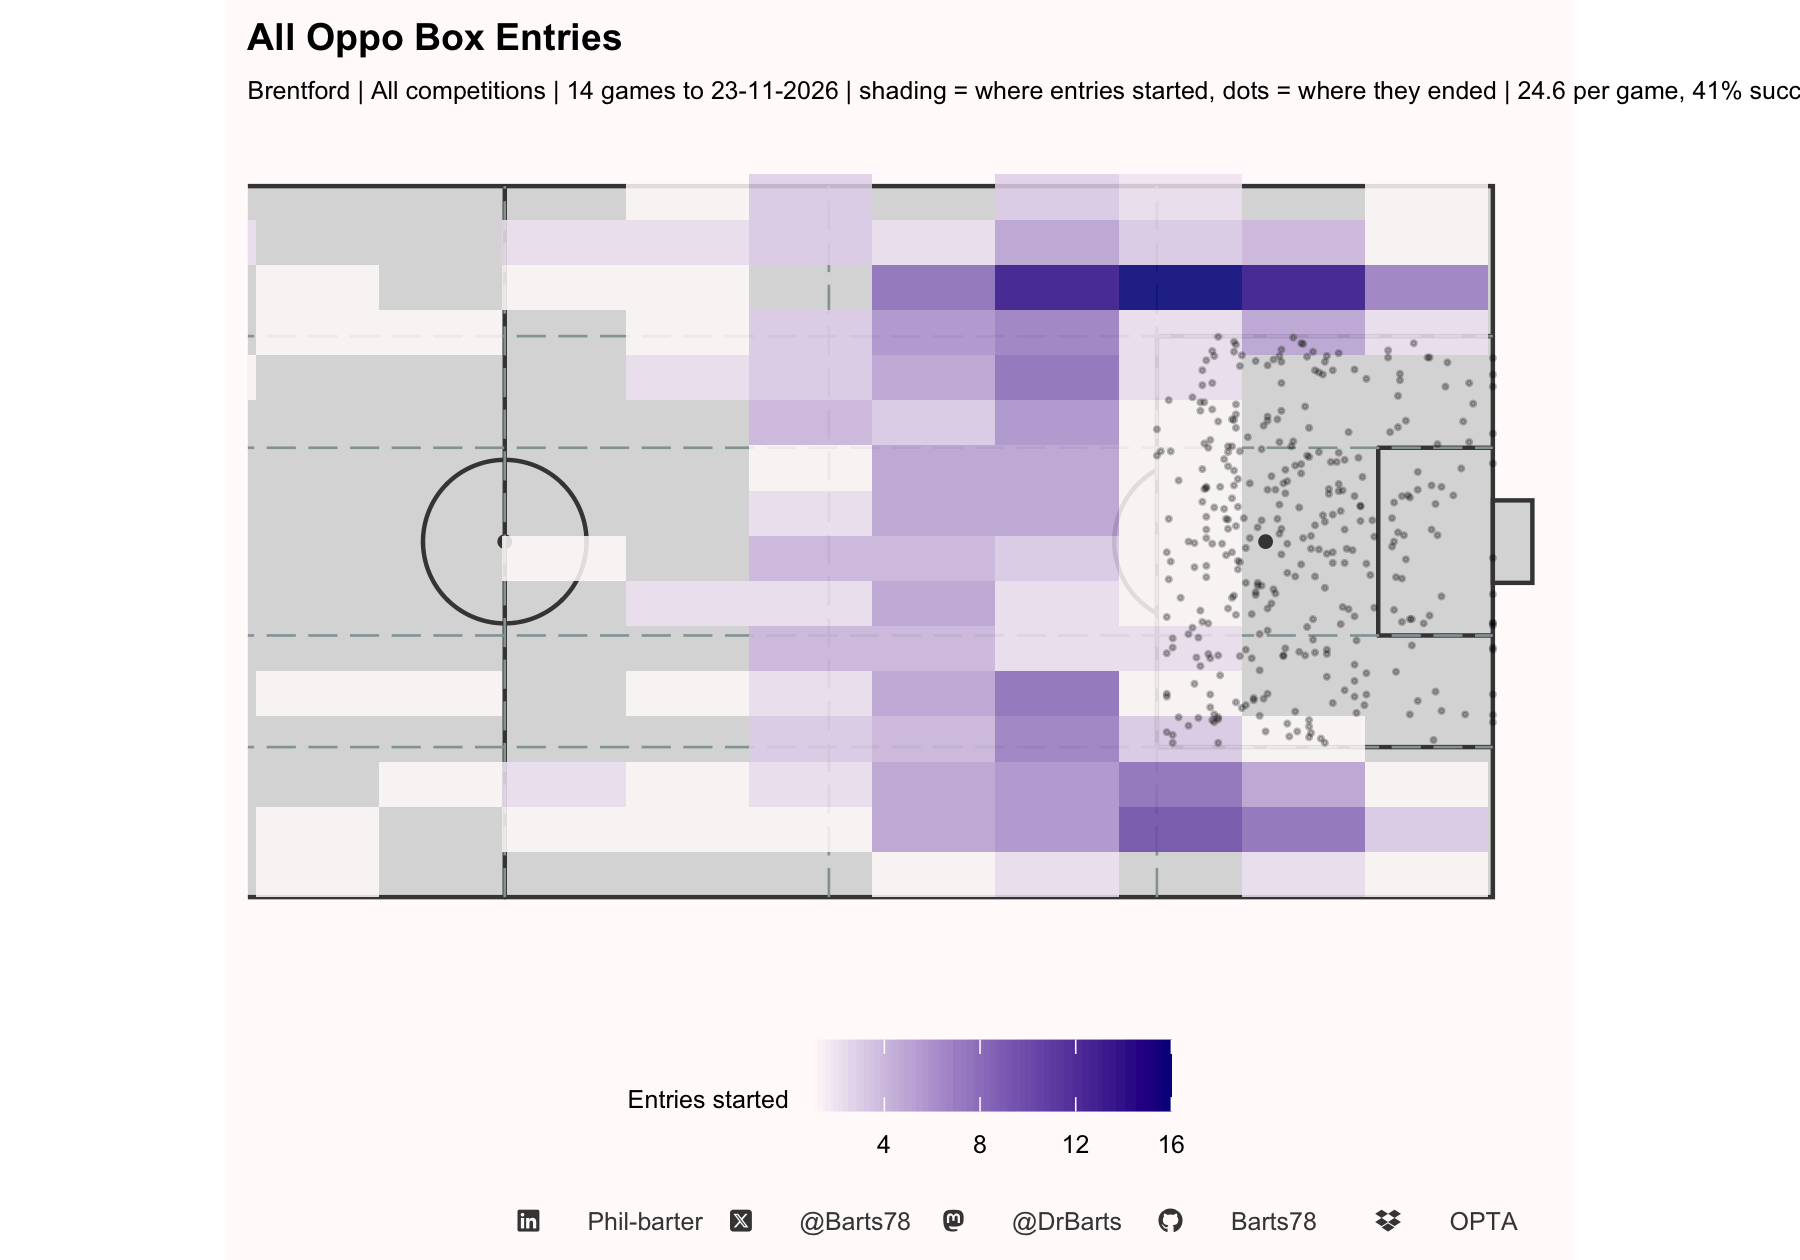 All Oppo Box Entries
Brentford | All competitions | 14 games to 23-11-2026 | shading = where entries started, dots = where they ended | 24.6 per game, 41% succ
Entries started
4 8 12 16
Phil-barter @Barts78 @DrBarts Barts78 OPTA